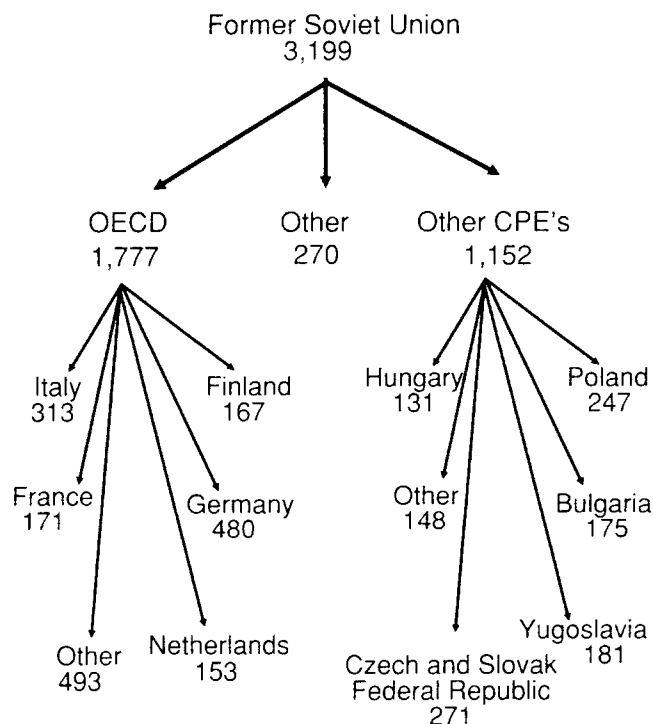 Former Soviet Union
3,199
OECD
1,777
Other
270
Other CPE's
1,152
Italy
313
Finland
167
Hungary
131
Poland
247
France
171
Germany
480
Other
148
Bulgaria
175
Other
493
Netherlands
153
Czech and Slovak
Federal Republic
271
Yugoslavia
181